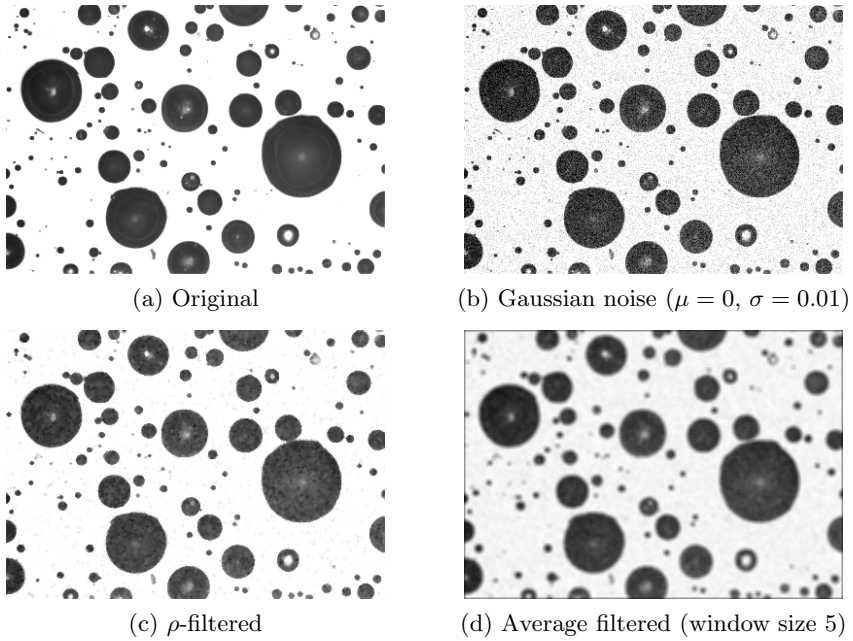 (a) Original
(b) Gaussian noise (μ = 0, σ = 0.01)
(c) ρ-filtered
(d) Average filtered (window size 5)